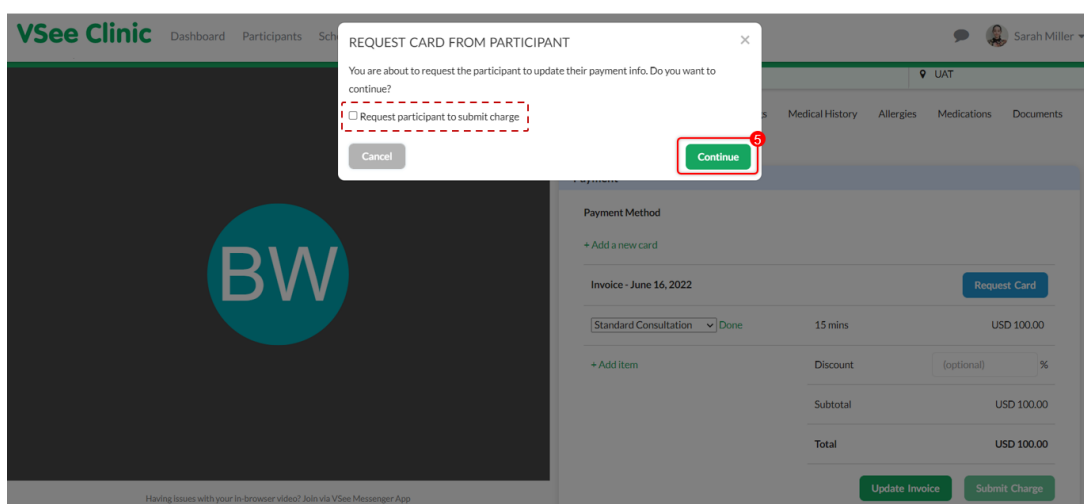 VSee Clinic Dashboard Participants Sch
Sarah Miller
REQUEST CARD FROM PARTICIPANT ×
You are about to request the participant to update their payment info. Do you want to
continue?
Request participant to submit charge
Cancel
Continue
5
UAT
Medical History Allergies Medications Documents
Payment
Payment Method
+ Add a new card
Invoice - June 16, 2022 Request Card
Standard Consultation Done 15 mins USD 100.00
+ Add item Discount (optional) %
Subtotal USD 100.00
Total USD 100.00
Update Invoice Submit Charge
BW
Having issues with your in-browser video? Join via VSee Messenger App